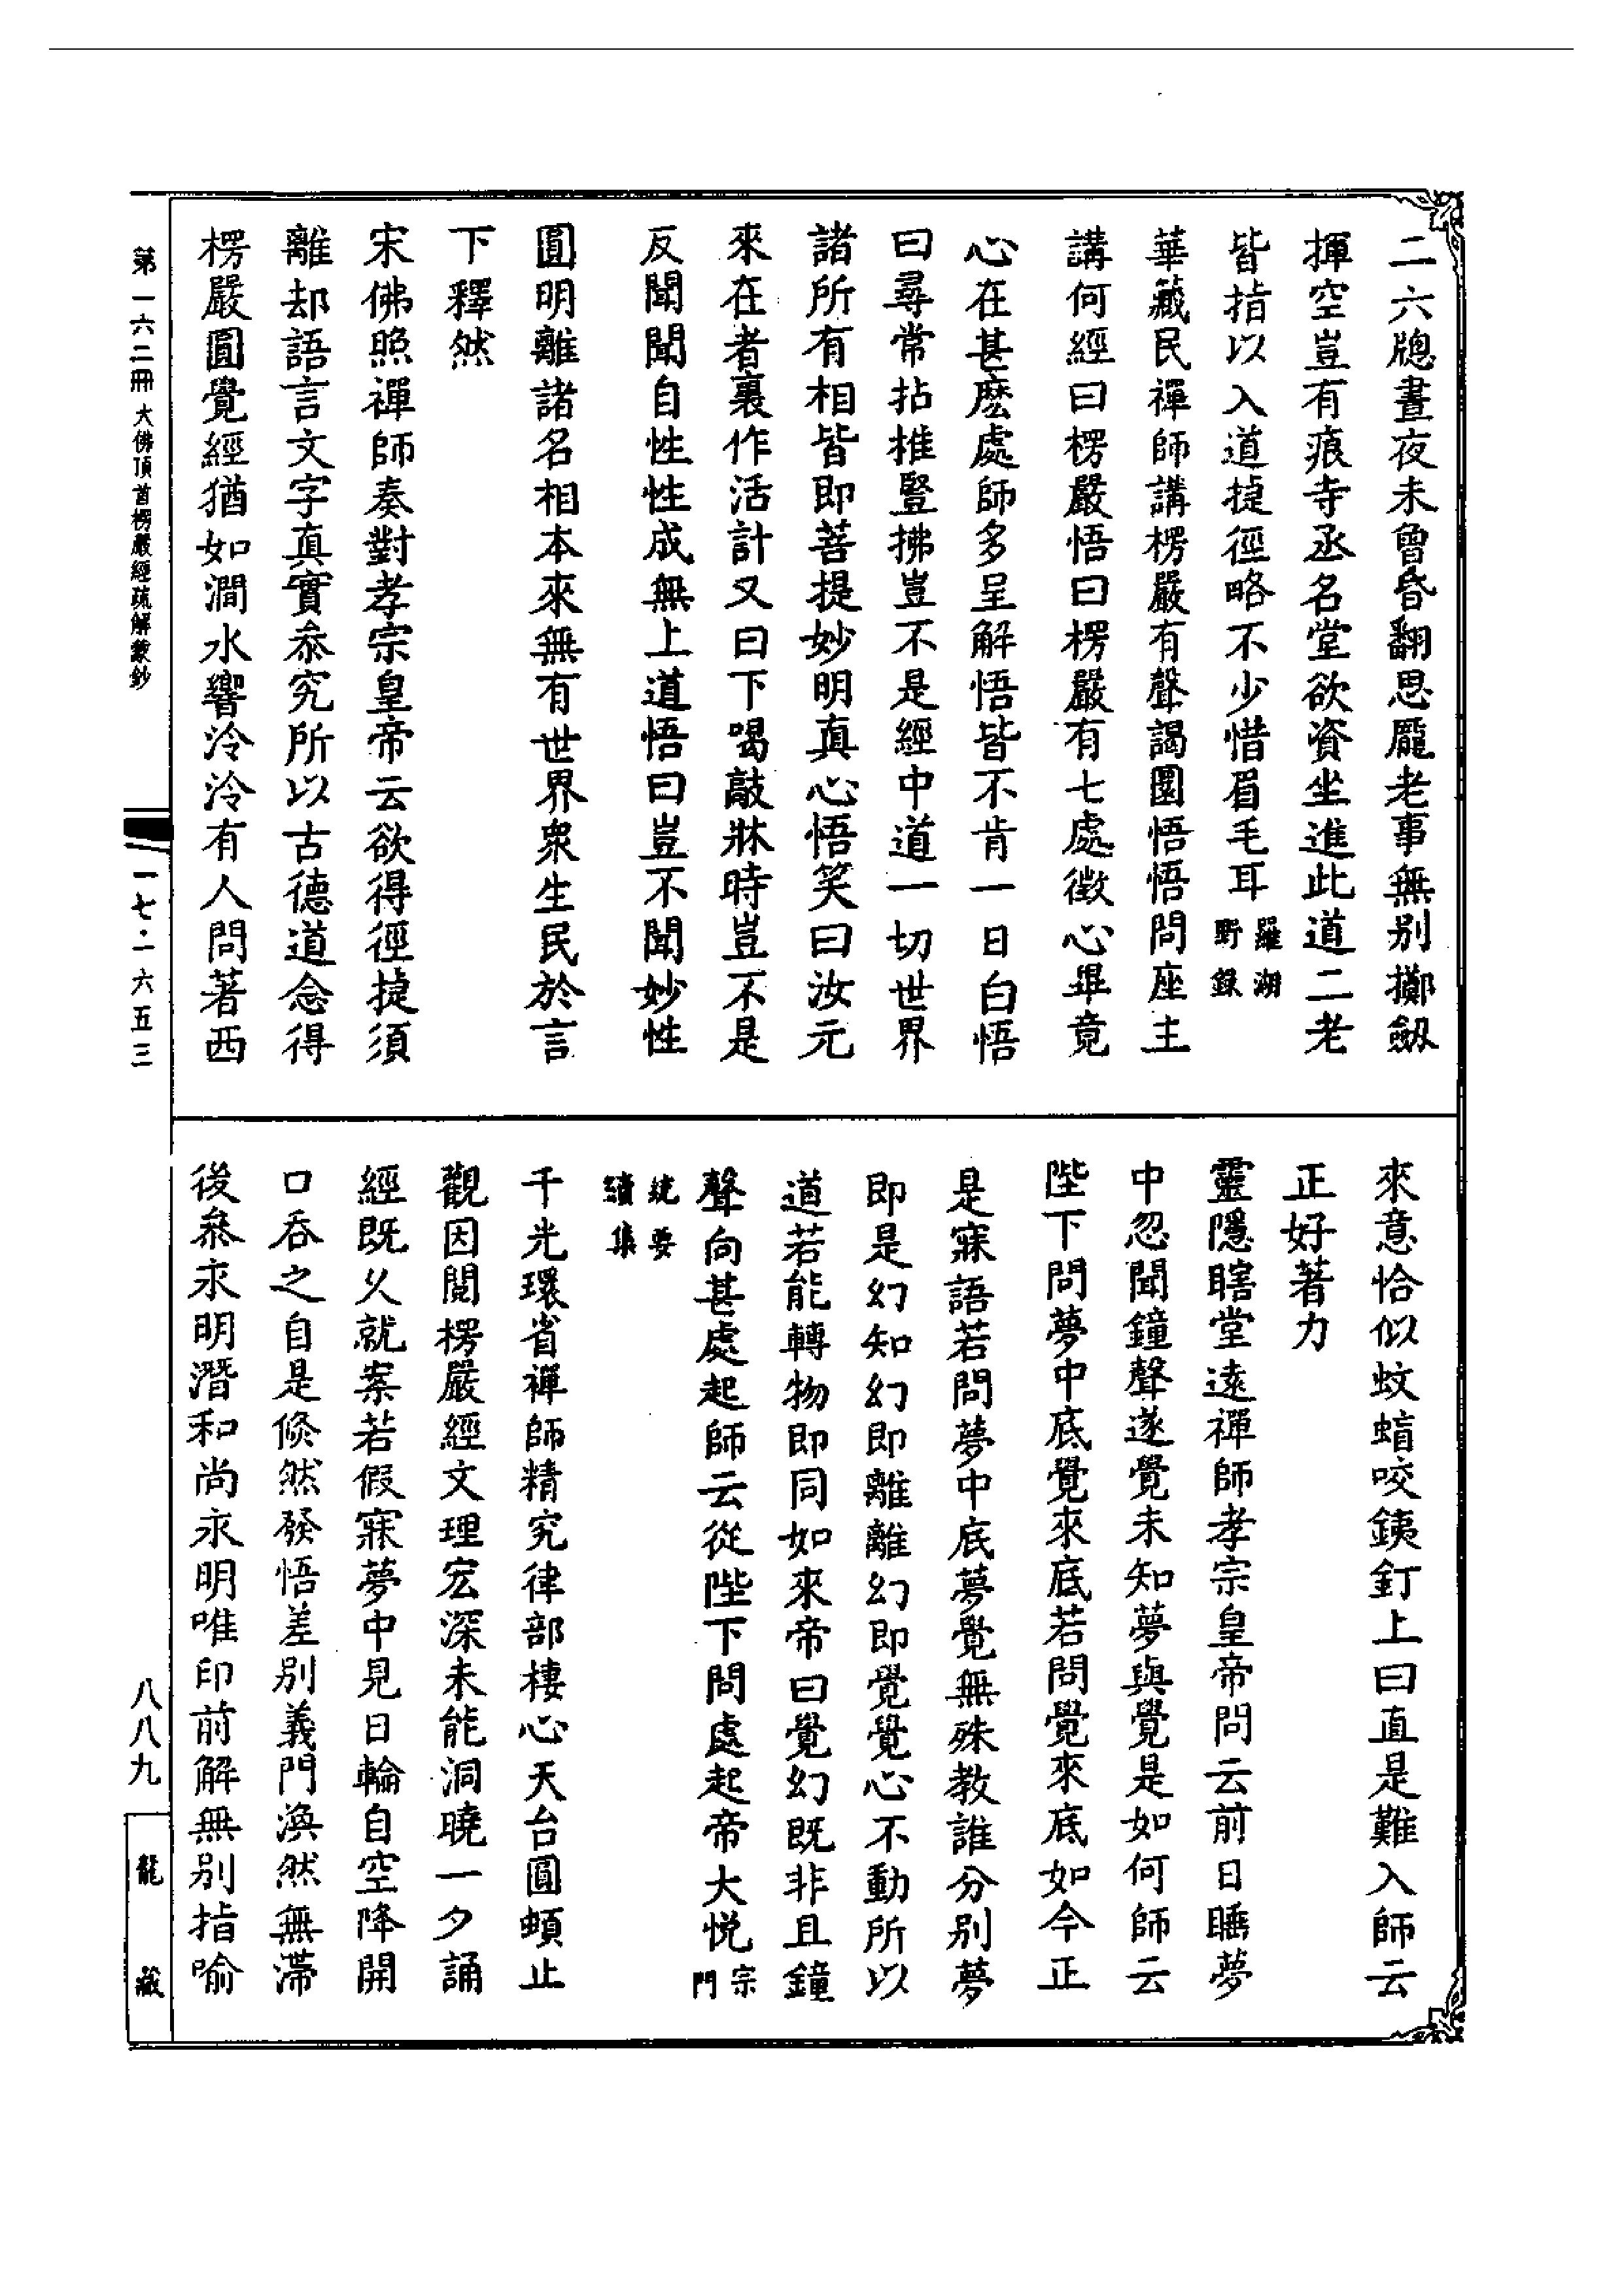 二六牕晝夜未曾昏翻思龐老事無别擲劒
揮空豈有痕寺丞名堂欲資坐進此道二老
皆指以入道捷徑略不少惜眉毛耳羅湖野錄
華藏民禪師講楞嚴有聲謁圜悟悟問座主
講何經曰楞嚴悟曰楞嚴有七處徵心畢竟
心在甚麽處師多呈解悟皆不肯一日白悟
曰尋常拈椎豎拂豈不是經中道一切世界
諸所有相皆即菩提妙明真心悟笑曰汝元
來在者裏作活計又曰下喝敲牀時豈不是
反聞聞自性性成無上道悟曰豈不聞妙性
圓明離諸名相本來無有世界衆生民於言
下釋然
宋佛照禪師奏對孝宗皇帝云欲得徑捷須
離却語言文字真實叅究所以古德道念得
楞嚴圓覺經猶如澗水響泠泠有人問著西
來意恰似蚊蝻咬鐵釘上曰直是難入師云
正好著力
靈隱瞎堂遠禪師孝宗皇帝問云前日睡夢
中忽聞鐘聲遂覺未知夢與覺是如何師云
陛下問夢中底覺來底若問覺來底如今正
是寐語若問夢中底夢覺無殊教誰分别夢
即是幻知幻即離離幻即覺覺心不動所以
道若能轉物即同如來帝曰覺幻既非且鐘
聲向甚處起師云從陛下問處起帝大悦宗門
統要續集
千光環省禪師精究律部棲心天台圓頓止
觀因閱楞嚴經文理宏深未能洞曉一夕誦
經既乆就案若假寐夢中見日輪自空降開
口吞之自是倐然發悟差别義門渙然無滯
後叅永明潛和尚永明唯印前解無别指喻
第一六二冊 大佛頂首楞嚴經疏解蒙鈔
一七·一六五三
八八九
龍藏